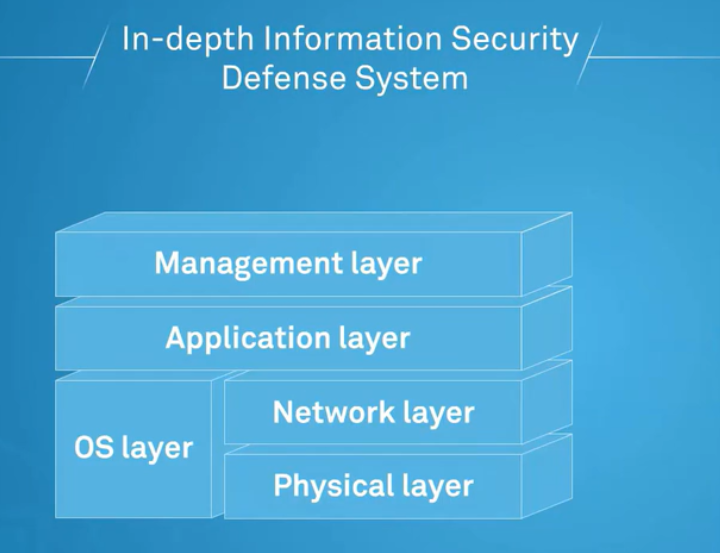 In-depth Information Security
Defense System
Management layer
Application layer
OS layer
Network layer
Physical layer